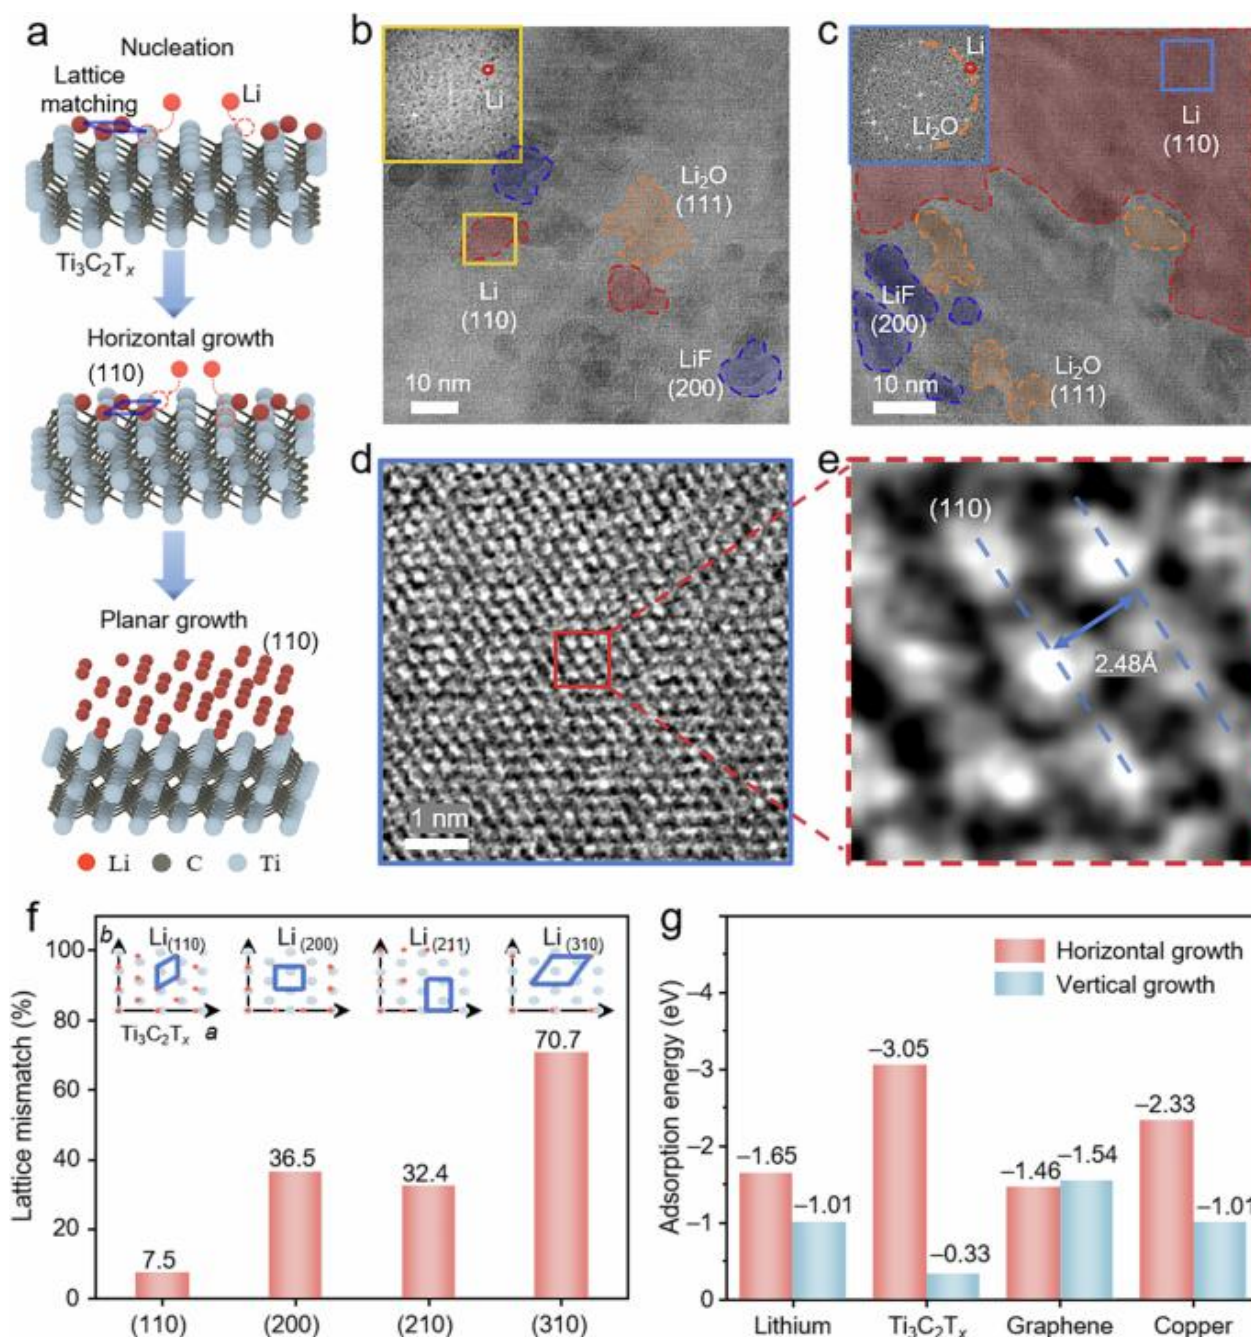 a
Nucleation
Lattice
matching
Li
Ti₃C₂Tₓ
Horizontal growth
(110)
Planar growth
(110)
Li
C
Ti
b
Li
Li₂O
(111)
Li
(110)
LiF
(200)
10 nm
c
Li
Li₂O
Li
(110)
LiF
(200)
Li₂O
(111)
10 nm
d
1 nm
e
(110)
2.48Å
f
Lattice mismatch (%)
100
80
60
40
20
0
b
Li(110)
Li(200)
Li(211)
Li(310)
Ti₃C₂Tₓ a
7.5
36.5
32.4
70.7
(110)
(200)
(210)
(310)
g
Adsorption energy (eV)
–4
–3
–2
–1
0
Horizontal growth
Vertical growth
–1.65
–1.01
–3.05
–0.33
–1.46
–1.54
–2.33
–1.01
Lithium
Ti₃C₂Tₓ
Graphene
Copper